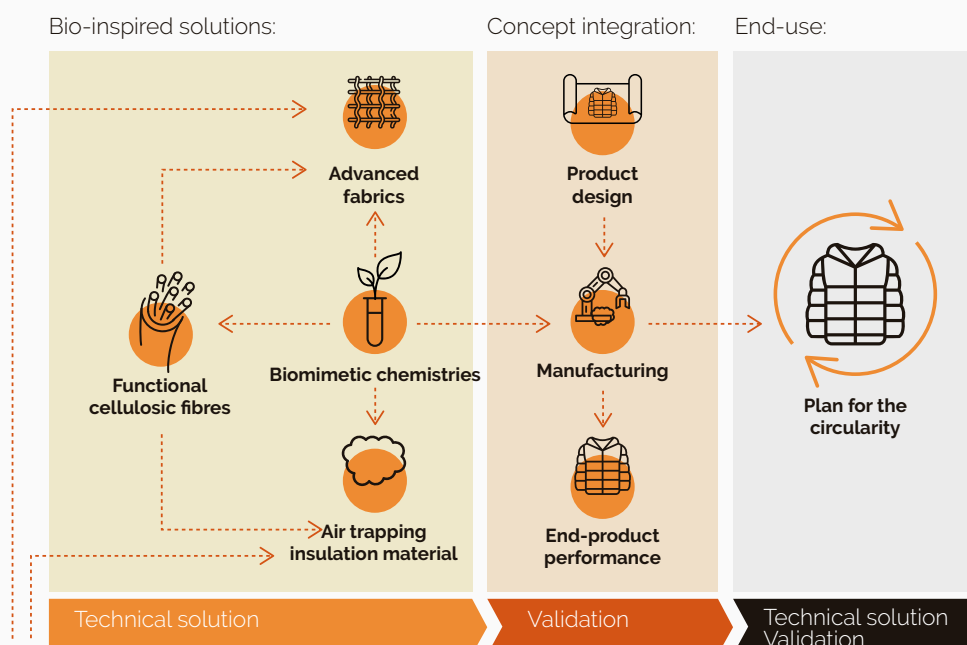 Bio-inspired solutions:
Concept integration:
End-use:
Advanced
fabrics
Product
design
Biomimetic chemistries
Manufacturing
Functional
cellulosic fibres
Plan for the
circularity
Air trapping
insulation material
End-product
performance
Technical solution
Validation
Technical solution
Validation